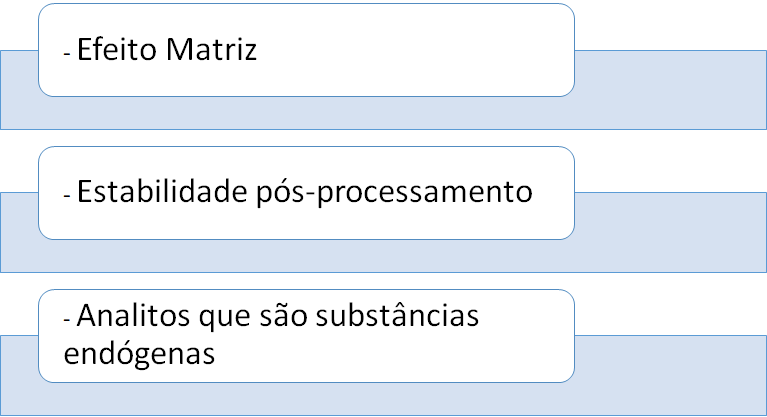 - Efeito Matriz
- Estabilidade pós-processamento
- Analitos que são substâncias
endógenas